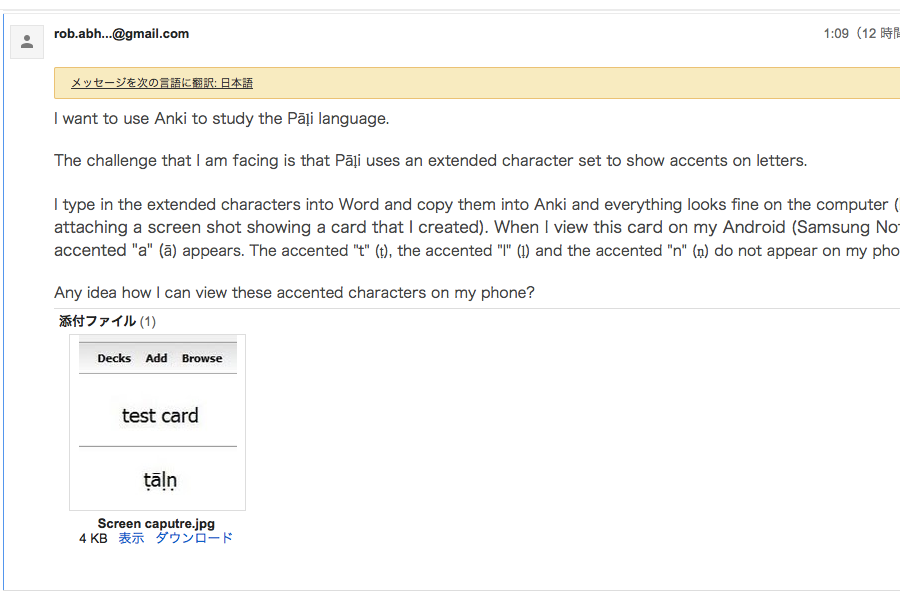 rob.abh...@gmail.com
1:09（12 時
メッセージを次の言語に翻訳: 日本語
I want to use Anki to study the Pāḷi language.
The challenge that I am facing is that Pāḷi uses an extended character set to show accents on letters.
I type in the extended characters into Word and copy them into Anki and everything looks fine on the computer (
attaching a screen shot showing a card that I created). When I view this card on my Android (Samsung No
accented "a" (ā) appears. The accented "t" (ṭ), the accented "l" (ḷ) and the accented "n" (ṇ) do not appear on my pho
Any idea how I can view these accented characters on my phone?
添付ファイル (1)
Decks Add Browse
test card
ṭāḷṇ
Screen caputre.jpg
4 KB 表示 ダウンロード